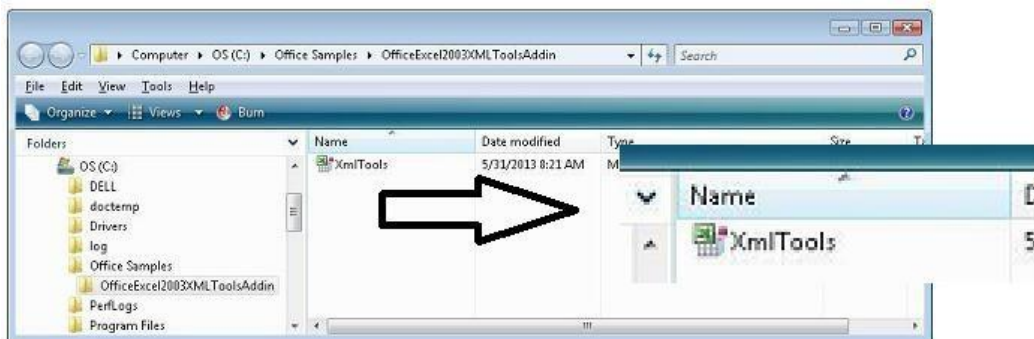 Computer ▸ OS (C:) ▸ Office Samples ▸ OfficeExcel2003XMLToolsAddin Search
File Edit View Tools Help
Organize Views Burn
Folders Name Date modified Type Size
OS (C:) XmlTools 5/31/2013 8:21 AM M
DELL
doctemp
Drivers
log
Office Samples
OfficeExcel2003XMLToolsAddin
PerfLogs
Program Files
Name D
XmlTools 5